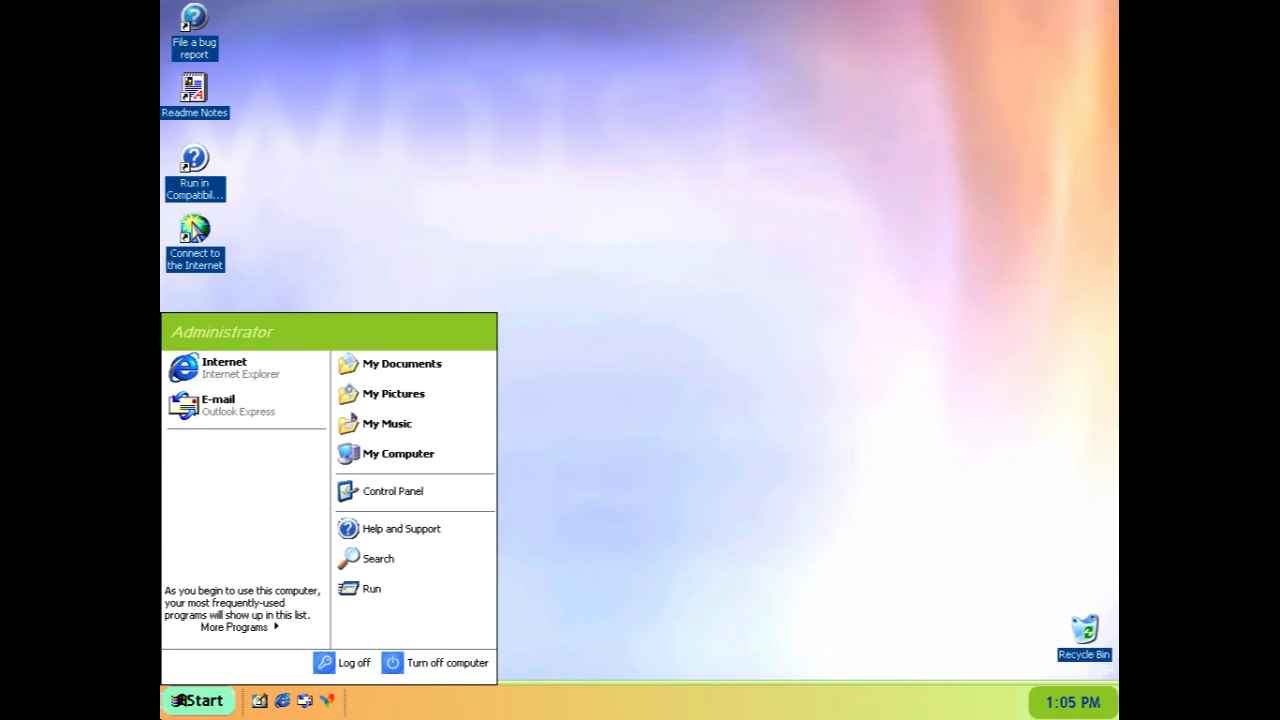 File a bug
report
Readme Notes
Run in
Compatibil...
Connect to
the Internet
Administrator
Internet
Internet Explorer
E-mail
Outlook Express
As you begin to use this computer,
your most frequently-used
programs will show up in this list.
More Programs
My Documents
My Pictures
My Music
My Computer
Control Panel
Help and Support
Search
Run
Log off
Turn off computer
Recycle Bin
Start
1:05 PM